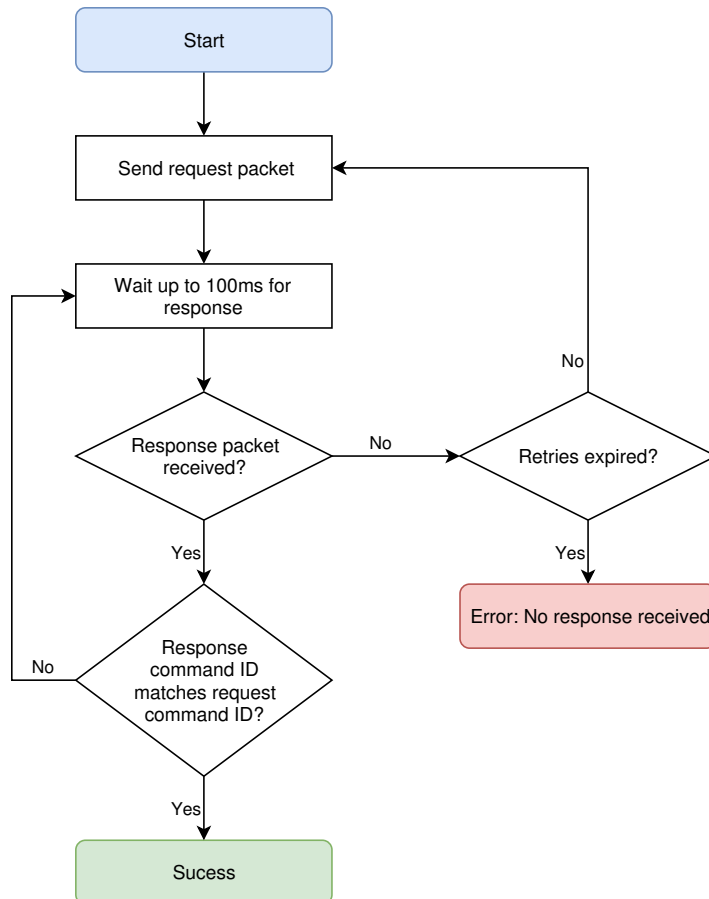 Start
Send request packet
Wait up to 100ms for
response
No
Response packet
received?
No
Retries expired?
Yes
Yes
Error: No response received
No
Response
command ID
matches request
command ID?
Yes
Sucess